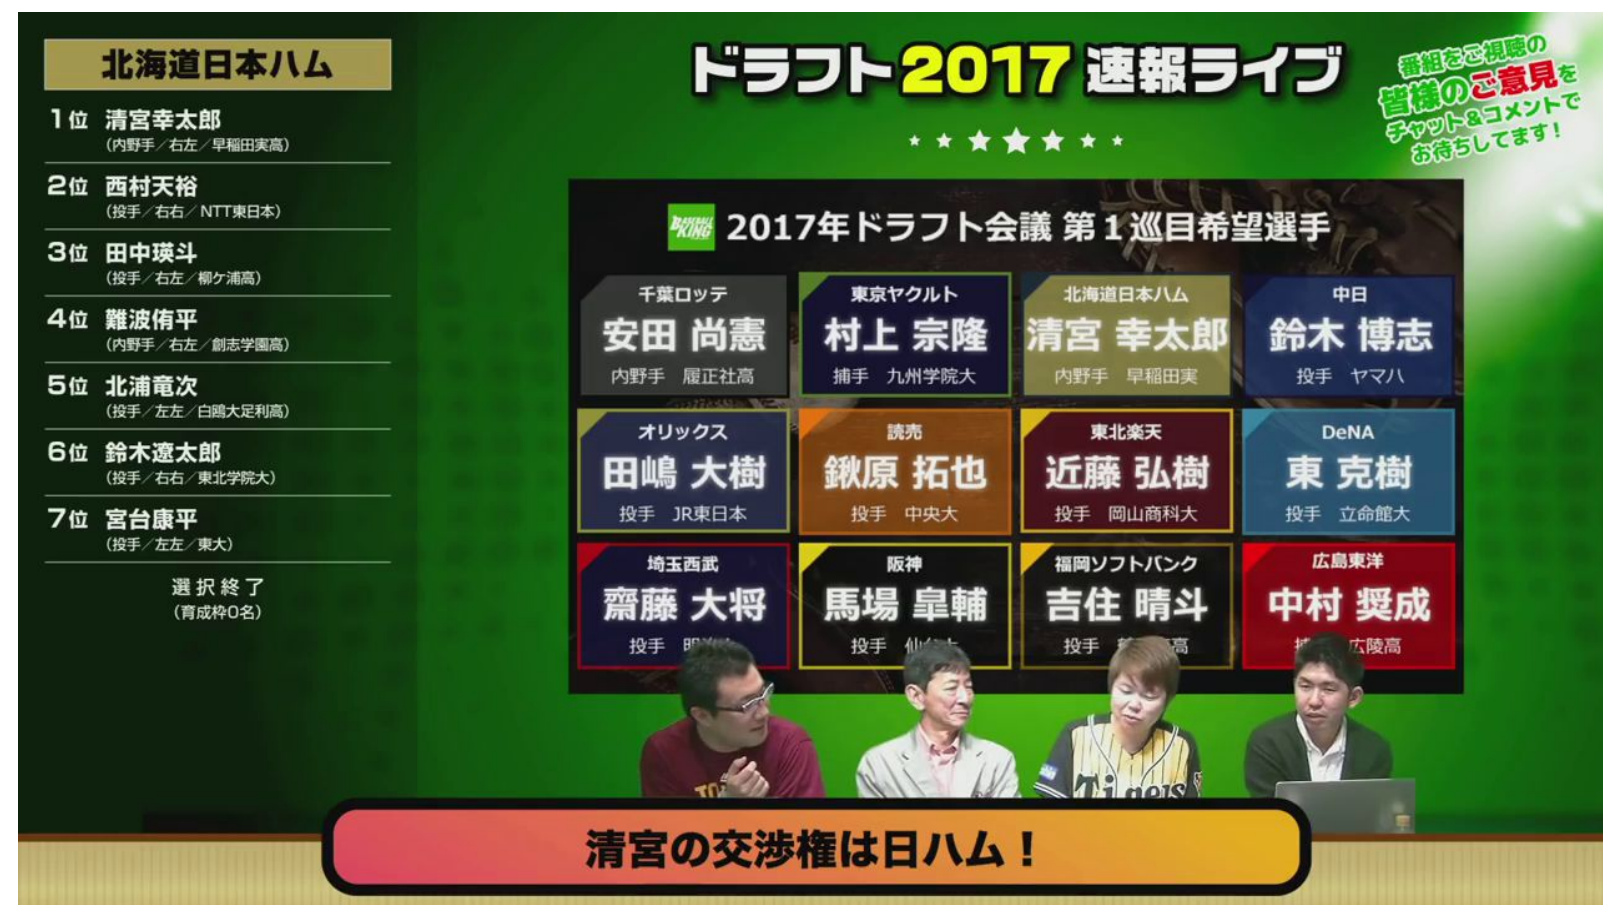 北海道日本ハム
1位 清宮幸太郎
(内野手／右左／早稲田実高)
2位 西村天裕
(投手／右右／NTT東日本)
3位 田中瑛斗
(投手／右左／柳ケ浦高)
4位 難波侑平
(内野手／右左／創志学園高)
5位 北浦竜次
(投手／左左／白鴎大足利高)
6位 鈴木遼太郎
(投手／右右／東北学院大)
7位 宮台康平
(投手／左左／東大)
選択終了
(育成枠0名)
ドラフト2017速報ライブ
番組をご視聴の
皆様のご意見を
チャット&コメントで
お待ちしてます!
BASEBALL KING 2017年ドラフト会議 第1巡目希望選手
千葉ロッテ
安田 尚憲
内野手 履正社高
東京ヤクルト
村上 宗隆
捕手 九州学院大
北海道日本ハム
清宮 幸太郎
内野手 早稲田実
中日
鈴木 博志
投手 ヤマハ
オリックス
田嶋 大樹
投手 JR東日本
読売
鍬原 拓也
投手 中央大
東北楽天
近藤 弘樹
投手 岡山商科大
DeNA
東 克樹
投手 立命館大
埼玉西武
齋藤 大将
投手
阪神
馬場 皐輔
投手 仙台大
福岡ソフトバンク
吉住 晴斗
投手 高
広島東洋
中村 奨成
広陵高
Tigers
清宮の交渉権は日ハム！